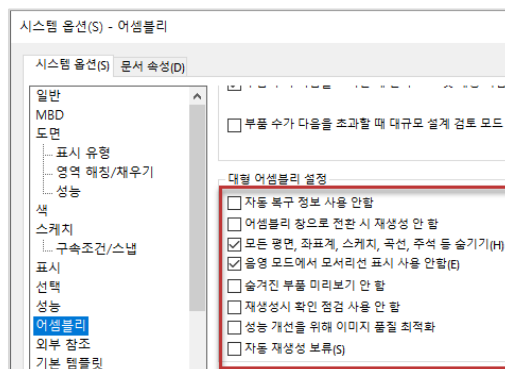 시스템 옵션(S) - 어셈블리
시스템 옵션(S) 문서 속성(D)
일반
MBD
도면
표시 유형
영역 해칭/채우기
성능
색
스케치
구속조건/스냅
표시
선택
성능
어셈블리
외부 참조
기본 템플릿
부품 수가 다음을 초과할 때 대규모 설계 검토 모드
대형 어셈블리 설정
자동 복구 정보 사용 안함
어셈블리 창으로 전환 시 재생성 안 함
모든 평면, 좌표계, 스케치, 곡선, 주석 등 숨기기(H)
음영 모드에서 모서리선 표시 사용 안함(E)
숨겨진 부품 미리보기 안 함
재생성시 확인 점검 사용 안 함
성능 개선을 위해 이미지 품질 최적화
자동 재생성 보류(S)